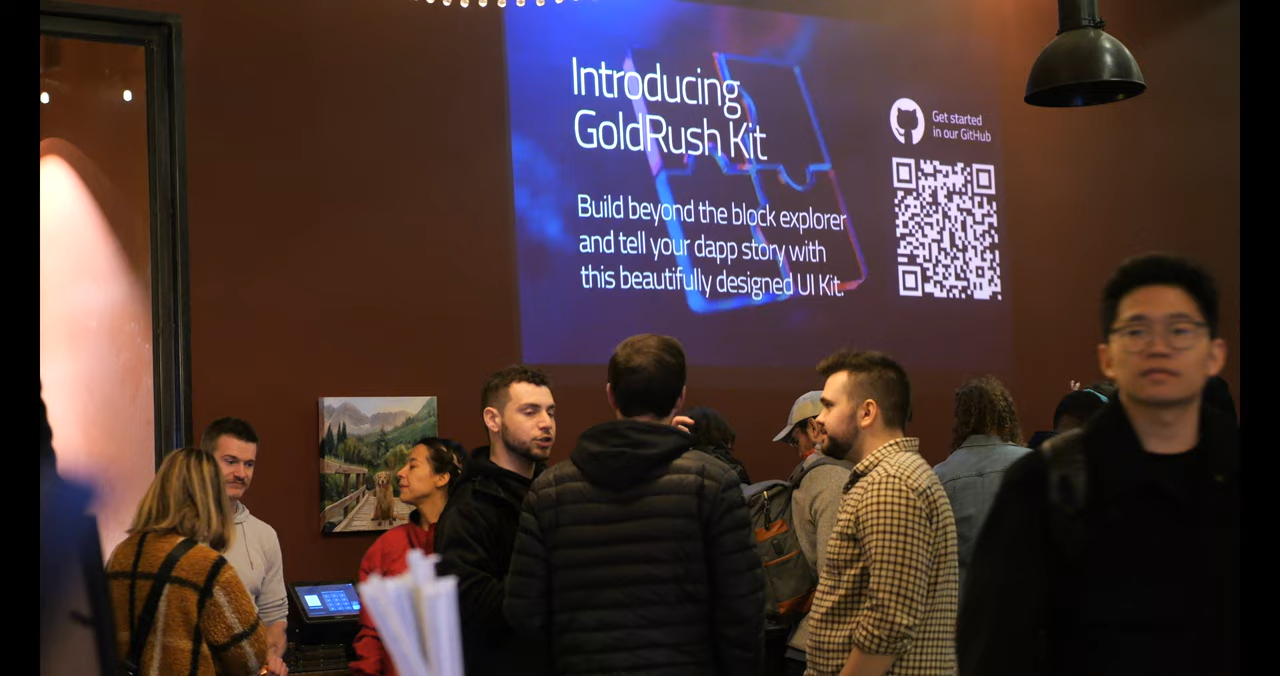 Introducing
GoldRush Kit
Build beyond the block explorer
and tell your dapp story with
this beautifully designed UI Kit.
Get started
in our GitHub